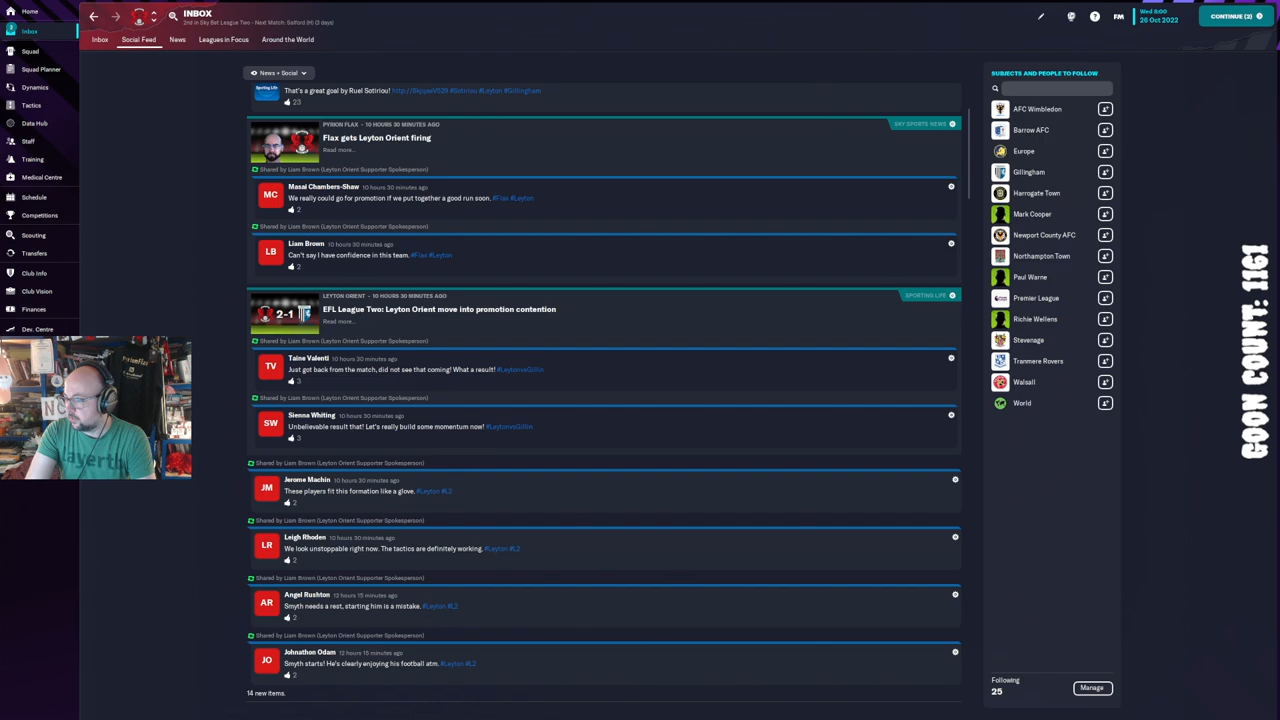 Home
Inbox
Squad
Squad Planner
Dynamics
Tactics
Data Hub
Staff
Training
Medical Centre
Schedule
Competitions
Scouting
Transfers
Club Info
Club Vision
Finances
Dev. Centre
INBOX
2nd in Sky Bet League Two - Next Match: Salford (H) (3 days)
FM
Wed 8:00
26 Oct 2022
CONTINUE (2)
Inbox
Social Feed
News
Leagues in Focus
Around the World
News + Social
Sporting Life
That's a great goal by Ruel Sotiriou! #Sotiriou #Leyton #Gillingham
23
PYRION FLAX - 10 HOURS 30 MINUTES AGO
SKY SPORTS NEWS
Flax gets Leyton Orient firing
Read more...
Shared by Liam Brown (Leyton Orient Supporter Spokesperson)
MC
Masai Chambers-Shaw 10 hours 30 minutes ago
We really could go for promotion if we put together a good run soon. #Flax #Leyton
2
Shared by Liam Brown (Leyton Orient Supporter Spokesperson)
LB
Liam Brown 10 hours 30 minutes ago
Can't say I have confidence in this team. #Flax #Leyton
2
LEYTON ORIENT - 10 HOURS 30 MINUTES AGO
SPORTING LIFE
2-1
EFL League Two: Leyton Orient move into promotion contention
Read more...
Shared by Liam Brown (Leyton Orient Supporter Spokesperson)
TV
Taine Valenti 10 hours 30 minutes ago
Just got back from the match, did not see that coming! What a result! #LeytonvsGillin
3
Shared by Liam Brown (Leyton Orient Supporter Spokesperson)
SW
Sienna Whiting 10 hours 30 minutes ago
Unbelievable result that! Let's really build some momentum now! #LeytonvsGillin
3
Shared by Liam Brown (Leyton Orient Supporter Spokesperson)
JM
Jerome Machin 10 hours 30 minutes ago
These players fit this formation like a glove. #Leyton #L2
2
Shared by Liam Brown (Leyton Orient Supporter Spokesperson)
LR
Leigh Rhoden 10 hours 30 minutes ago
We look unstoppable right now. The tactics are definitely working. #Leyton #L2
2
Shared by Liam Brown (Leyton Orient Supporter Spokesperson)
AR
Angel Rushton 12 hours 15 minutes ago
Smyth needs a rest, starting him is a mistake. #Leyton #L2
2
Shared by Liam Brown (Leyton Orient Supporter Spokesperson)
JO
Johnathon Odam 12 hours 15 minutes ago
Smyth starts! He's clearly enjoying his football atm. #Leyton #L2
2
14 new items.
SUBJECTS AND PEOPLE TO FOLLOW
AFC Wimbledon
Barrow AFC
Europe
Gillingham
Harrogate Town
Mark Cooper
Newport County AFC
Northampton Town
Paul Warne
Premier League
Richie Wellens
Stevenage
Tranmere Rovers
Walsall
World
Following
25
Manage
GOON COUNT: 1911